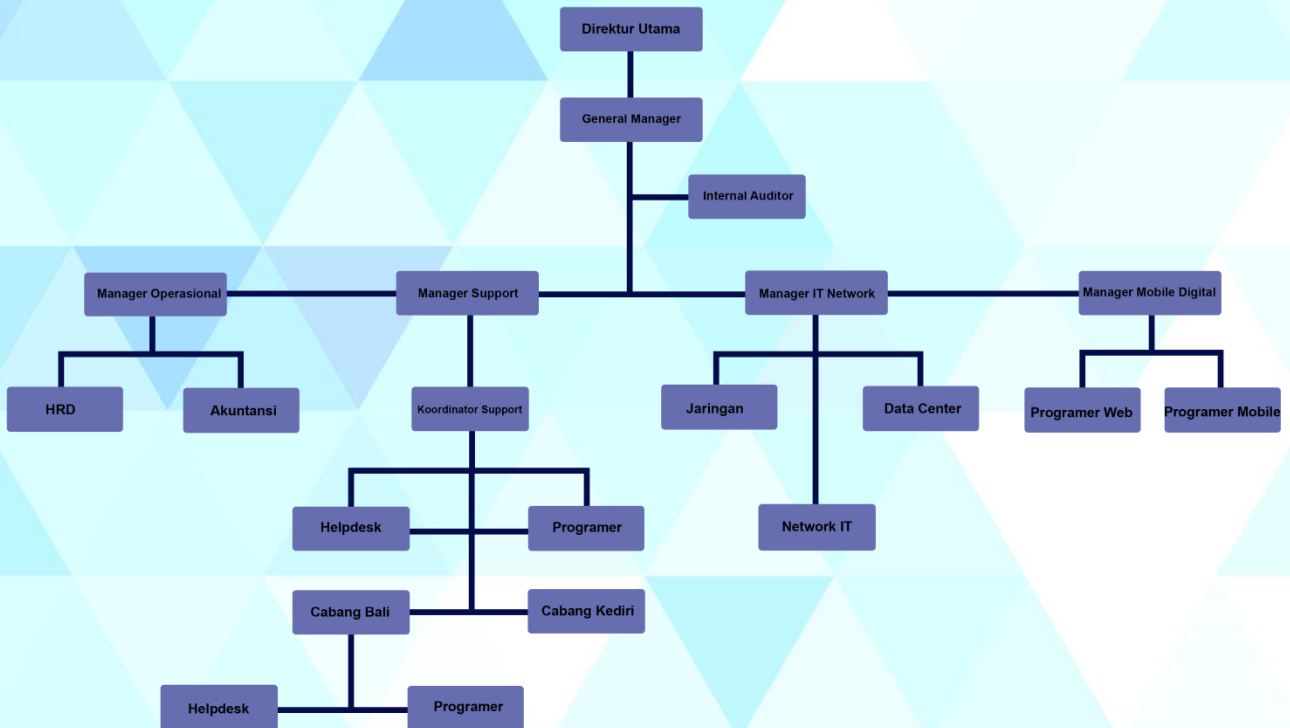 Direktur Utama
General Manager
Internal Auditor
Manager Operasional
Manager Support
Manager IT Network
Manager Mobile Digital
HRD
Akuntansi
Koordinator Support
Jaringan
Data Center
Programer Web
Programer Mobile
Helpdesk
Programer
Network IT
Cabang Bali
Cabang Kediri
Helpdesk
Programer